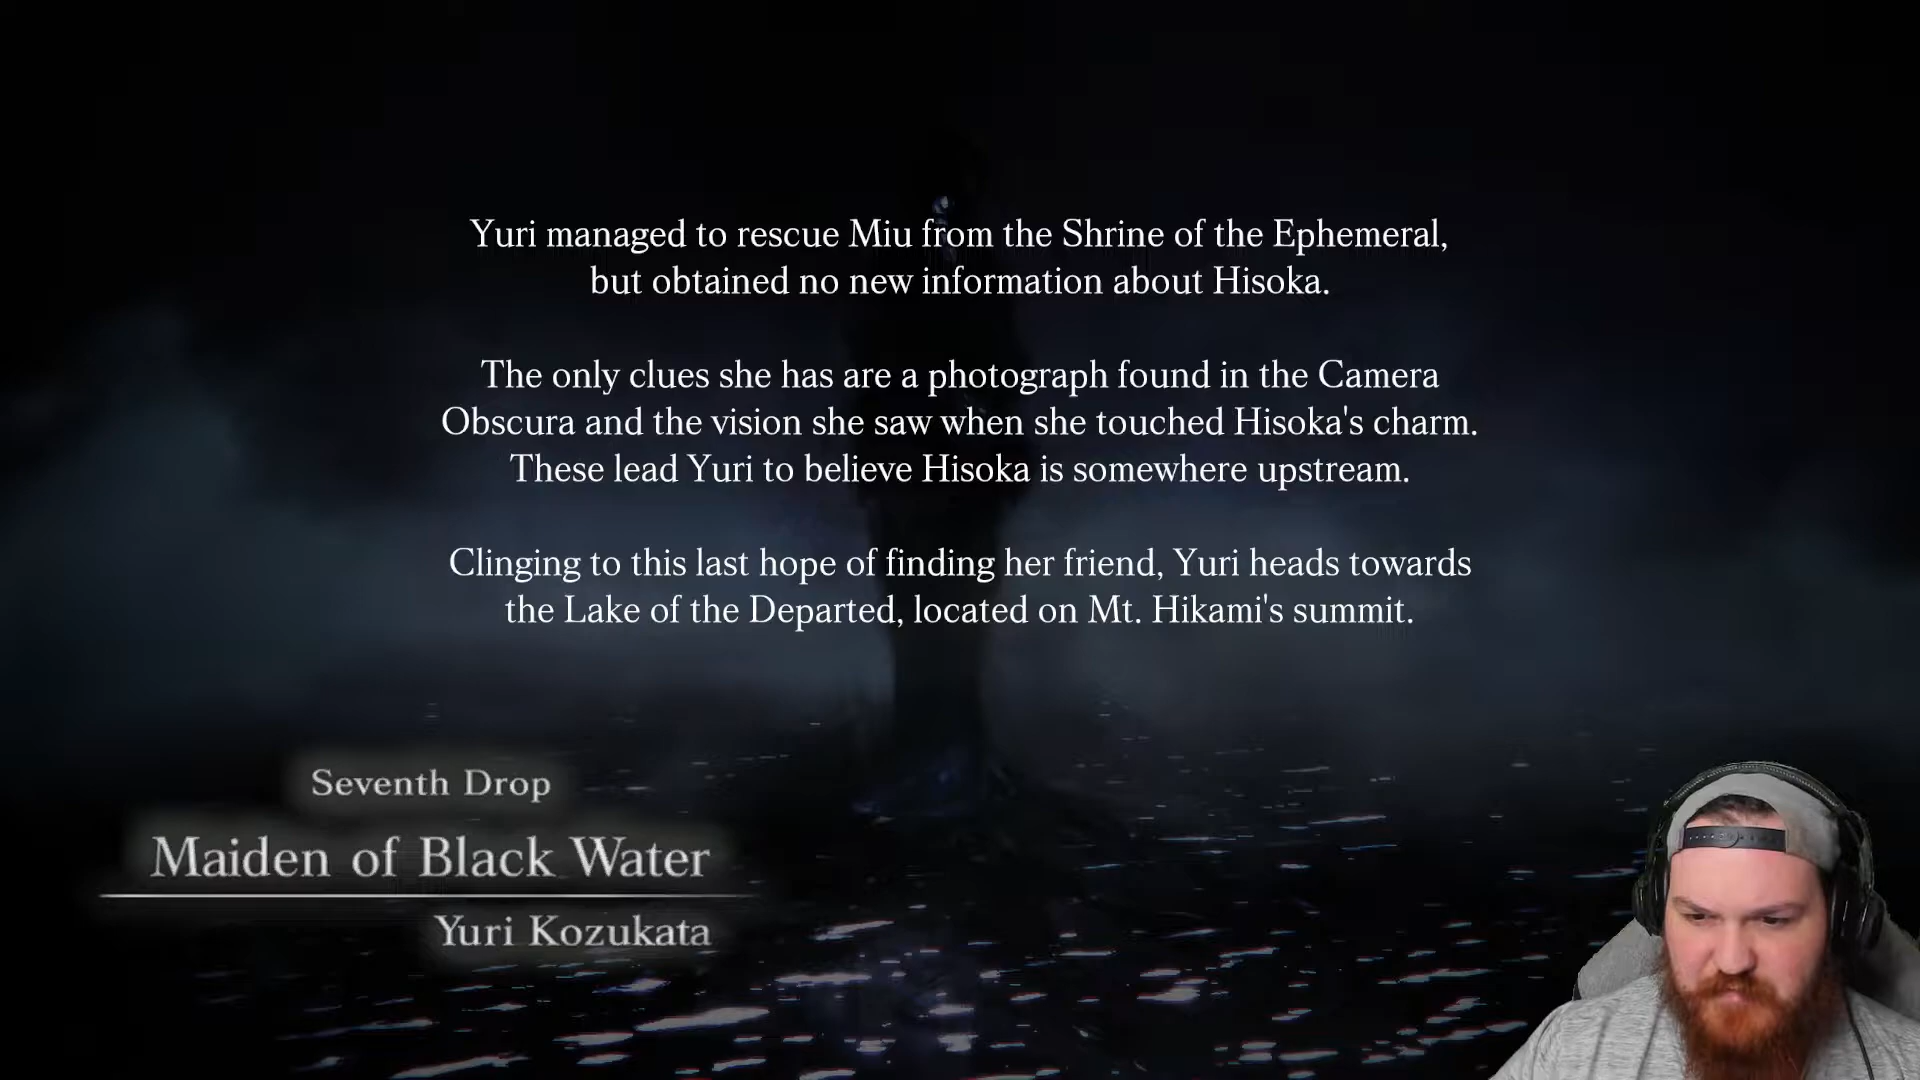 Yuri managed to rescue Miu from the Shrine of the Ephemeral,
but obtained no new information about Hisoka.
The only clues she has are a photograph found in the Camera
Obscura and the vision she saw when she touched Hisoka's charm.
These lead Yuri to believe Hisoka is somewhere upstream.
Clinging to this last hope of finding her friend, Yuri heads towards
the Lake of the Departed, located on Mt. Hikami's summit.
Seventh Drop
Maiden of Black Water
Yuri Kozukata